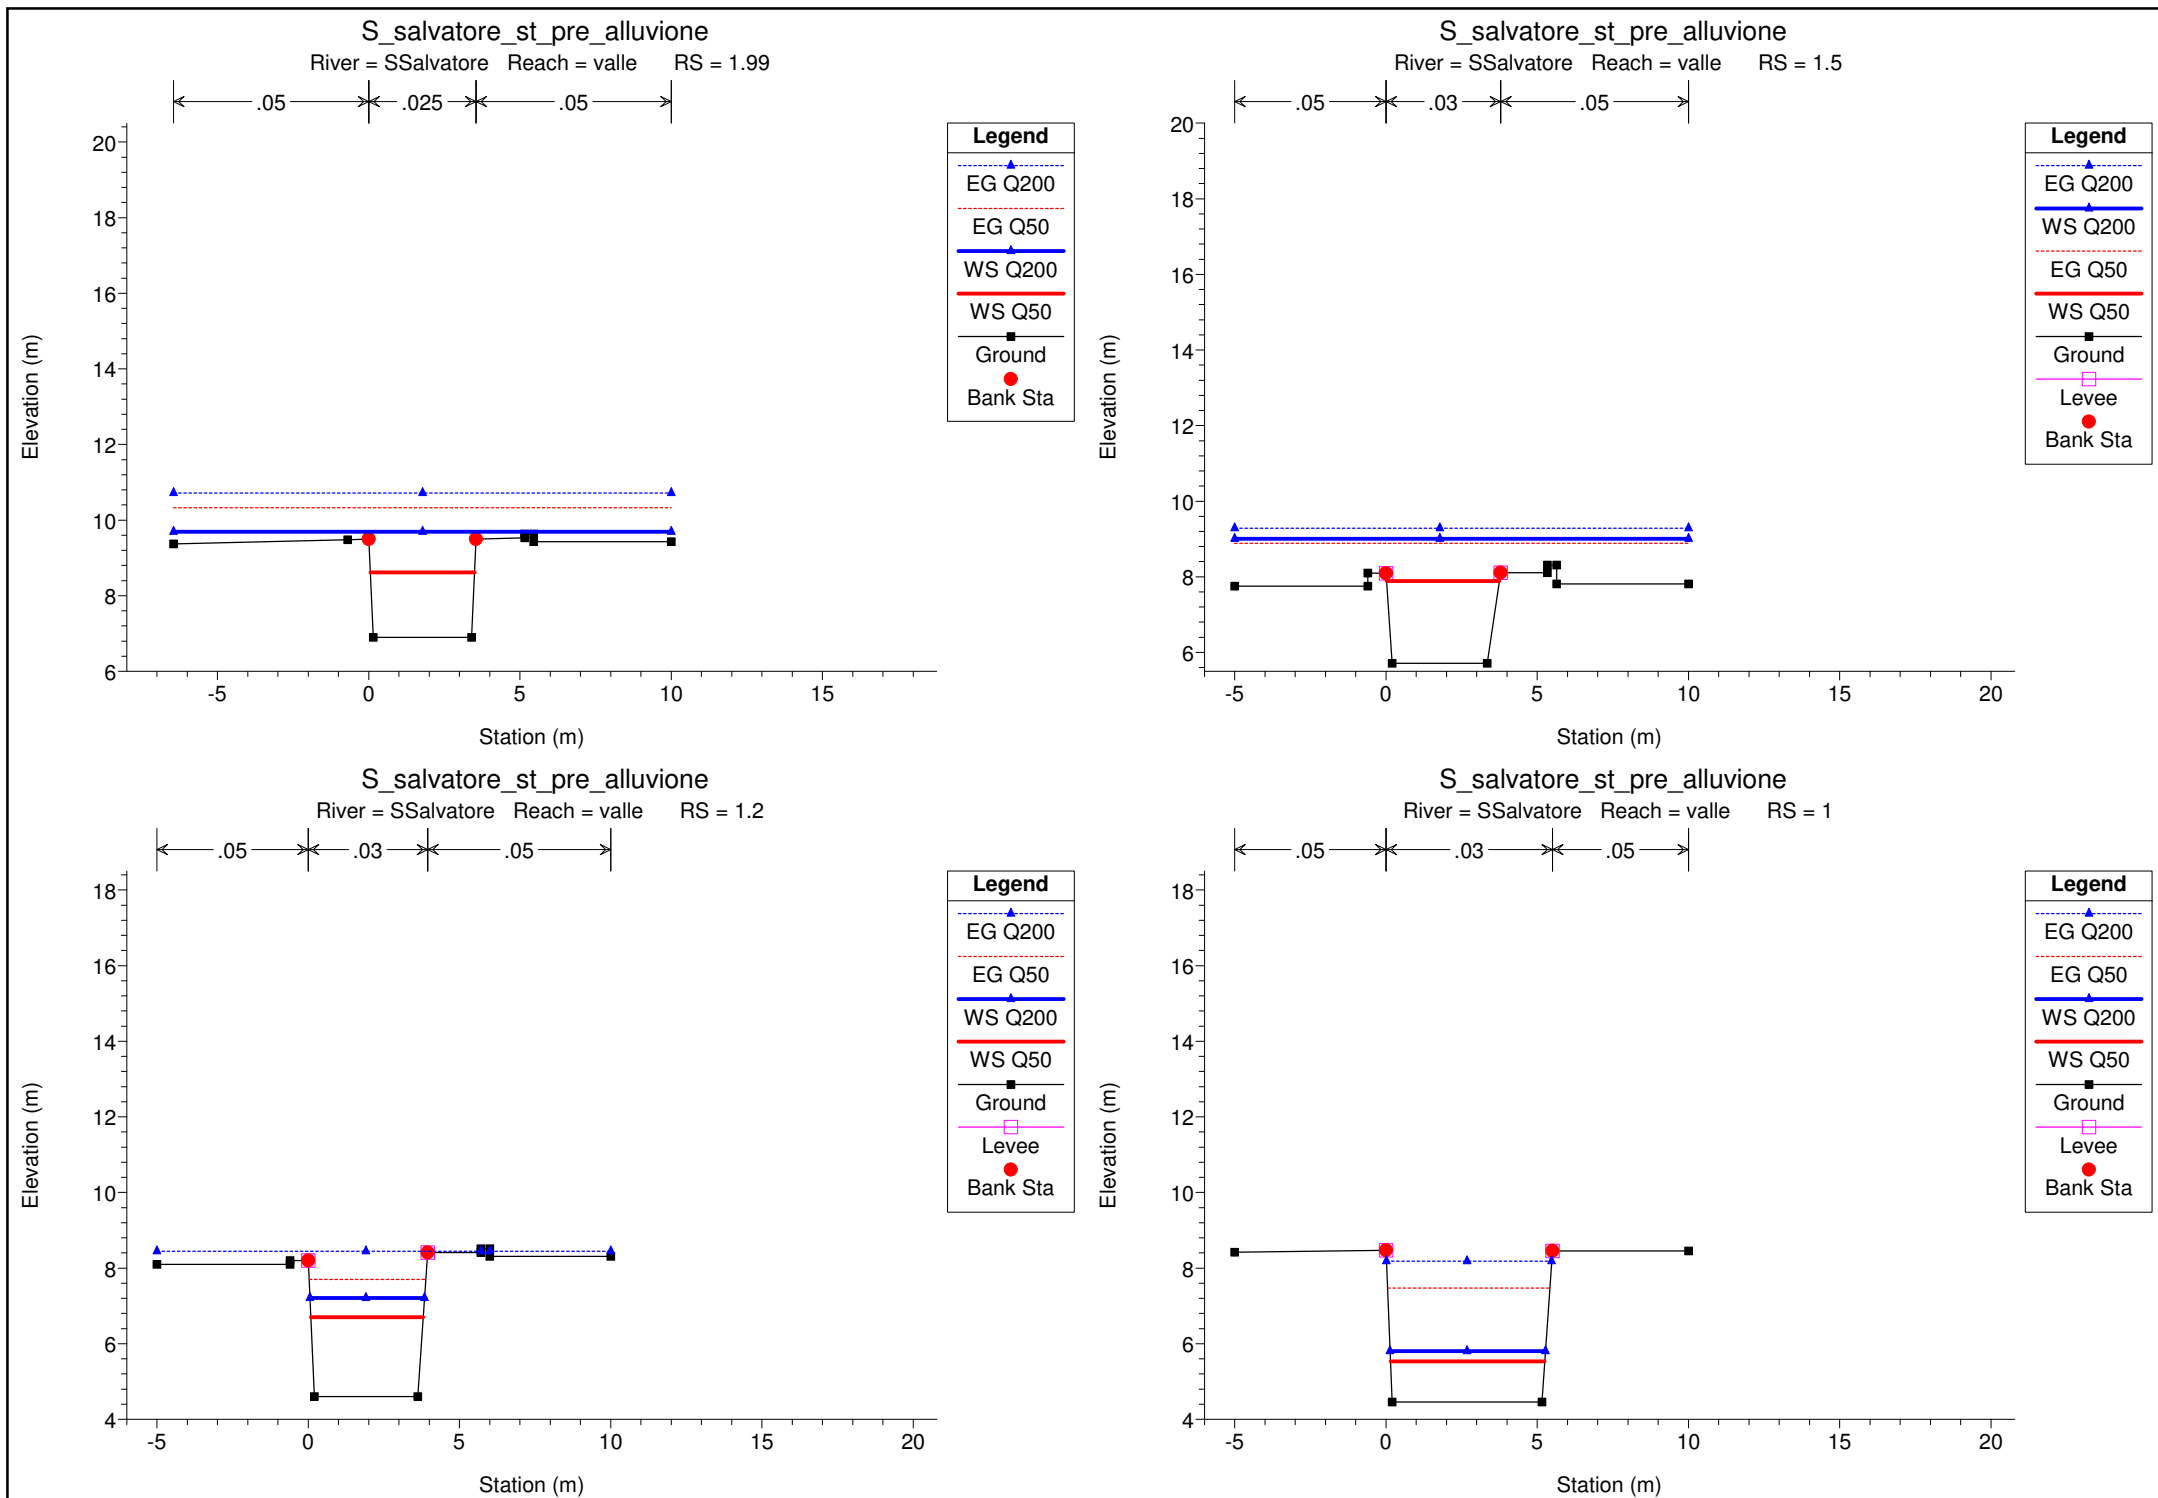 S_salvatore_st_pre_alluvione
River = SSalvatore Reach = valle RS = 1.99
.05 .025 .05
Elevation (m)
20
18
16
14
12
10
8
6
-5 0 5 10 15
Station (m)
Legend
EG Q200
EG Q50
WS Q200
WS Q50
Ground
Bank Sta
S_salvatore_st_pre_alluvione
River = SSalvatore Reach = valle RS = 1.5
.05 .03 .05
Elevation (m)
20
18
16
14
12
10
8
6
-5 0 5 10 15 20
Station (m)
Legend
EG Q200
WS Q200
EG Q50
WS Q50
Ground
Levee
Bank Sta
S_salvatore_st_pre_alluvione
River = SSalvatore Reach = valle RS = 1.2
.05 .03 .05
Elevation (m)
18
16
14
12
10
8
6
4
-5 0 5 10 15 20
Station (m)
Legend
EG Q200
EG Q50
WS Q200
WS Q50
Ground
Levee
Bank Sta
S_salvatore_st_pre_alluvione
River = SSalvatore Reach = valle RS = 1
.05 .03 .05
Elevation (m)
18
16
14
12
10
8
6
4
-5 0 5 10 15 20
Station (m)
Legend
EG Q200
EG Q50
WS Q200
WS Q50
Ground
Levee
Bank Sta